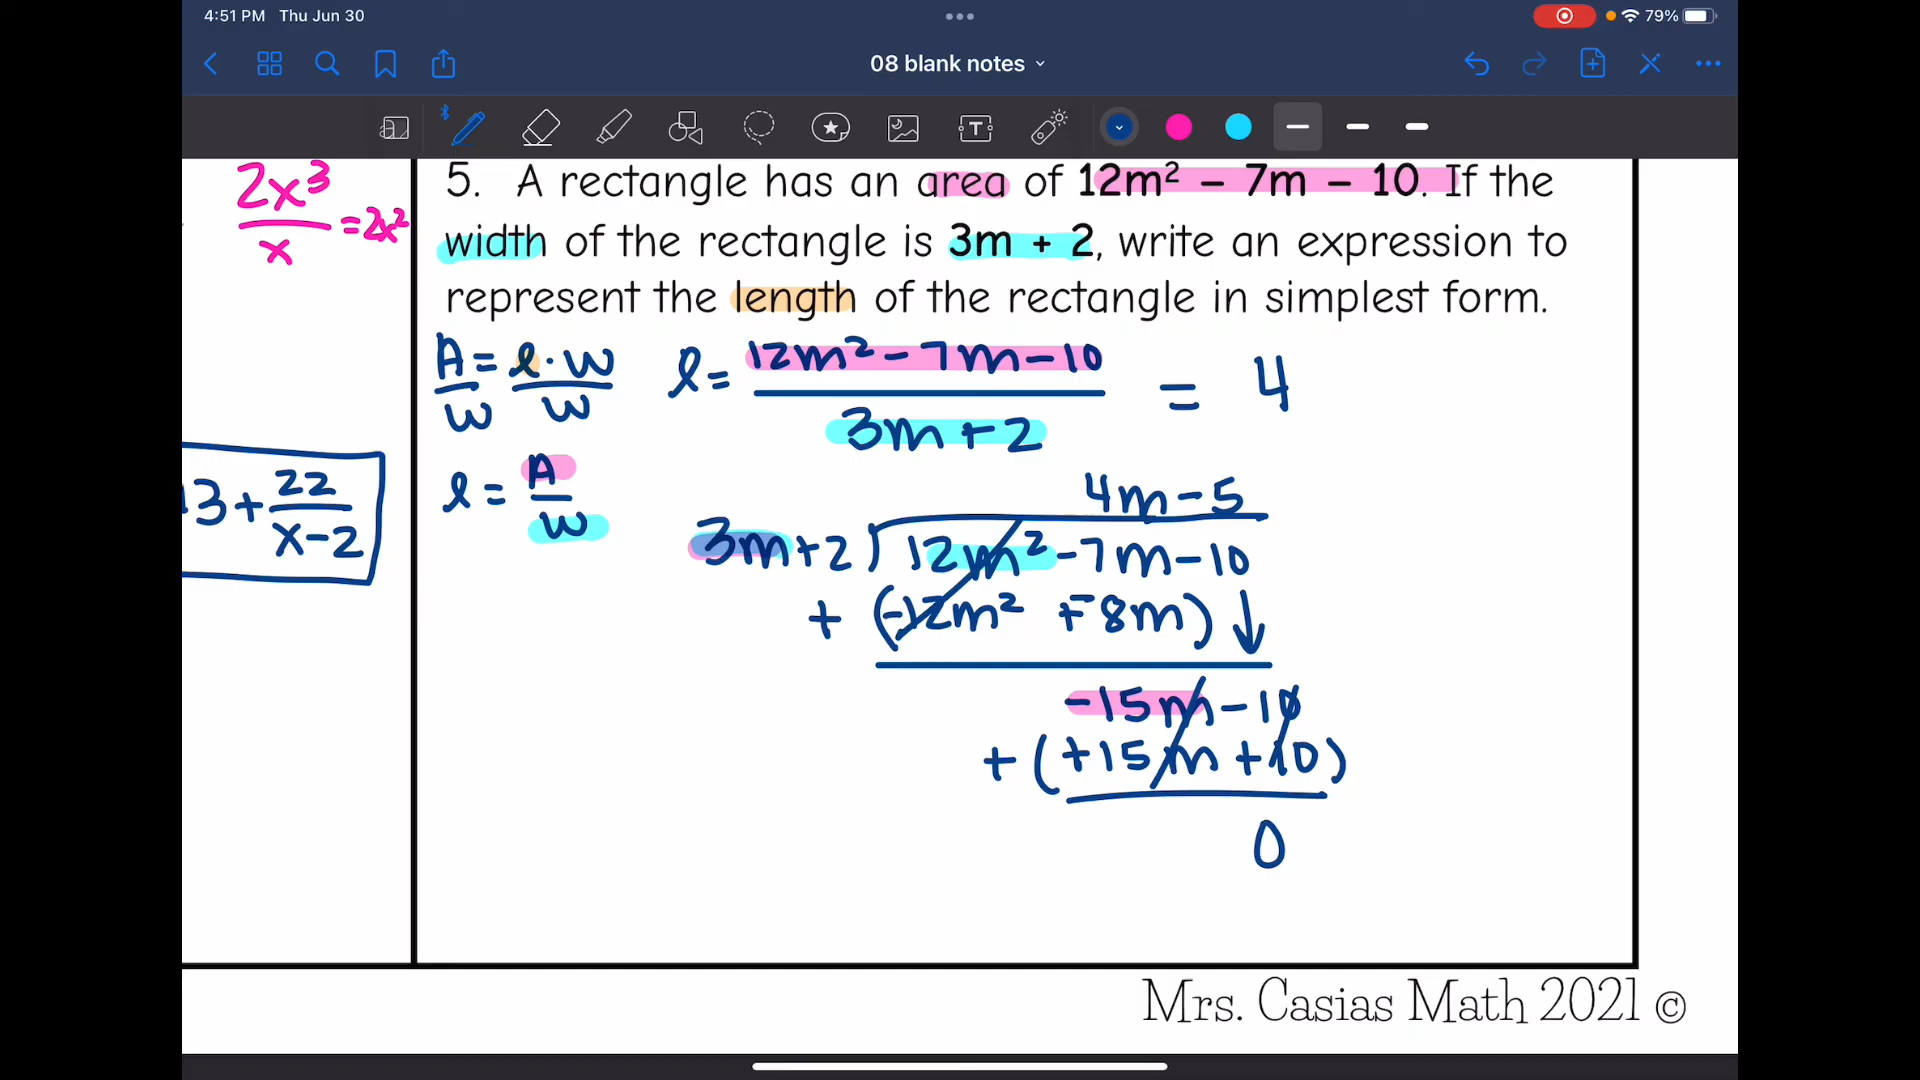 4:51 PM Thu Jun 30
79%
08 blank notes
2x³
x
=2x²
5. A rectangle has an area of 12m² – 7m – 10. If the
width of the rectangle is 3m + 2, write an expression to
represent the length of the rectangle in simplest form.
A = l · w
w w
l = 12m² - 7m - 10
3m + 2
= 4
l = A
w
3 + 22
x - 2
4m - 5
3m + 2 ) 12m² - 7m - 10
+ (-12m² + -8m) ↓
-15m - 10
+ (+15m + 10)
0
Mrs. Casias Math 2021 ©